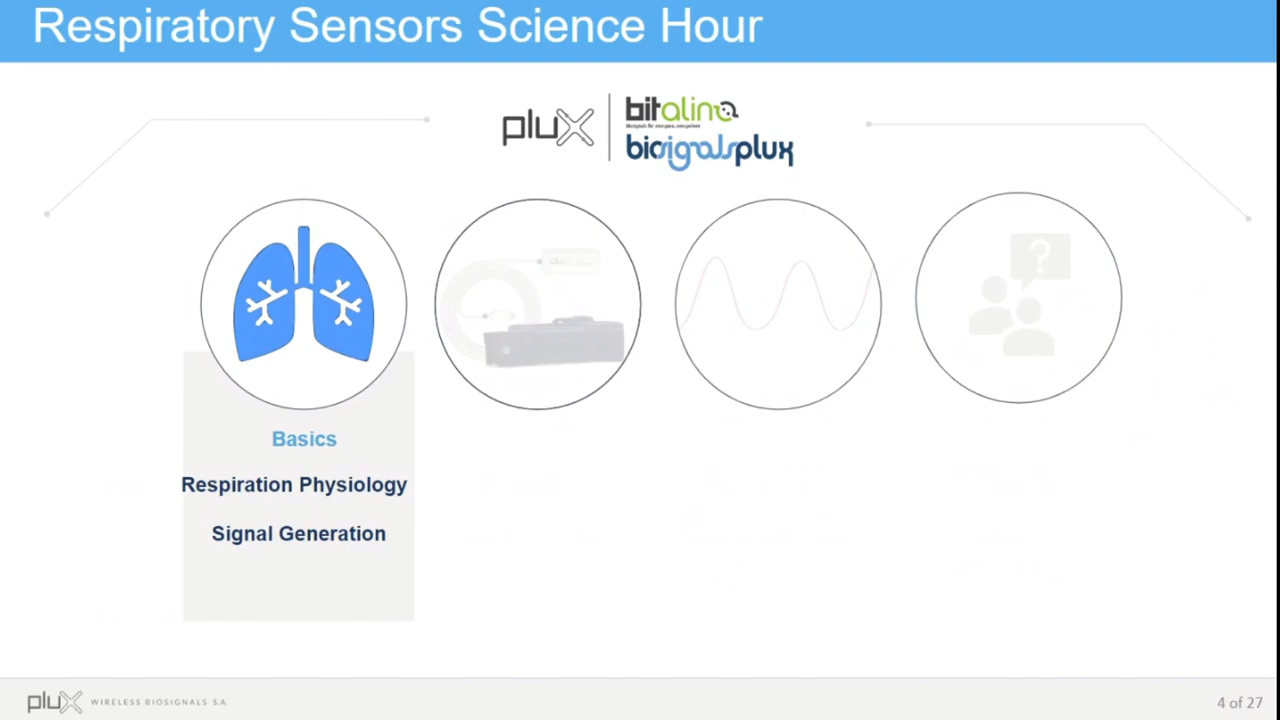 Respiratory Sensors Science Hour
plux
bitalino
biosignalsplux
?
Basics
Respiration Physiology
Signal Generation
plux WIRELESS BIOSIGNALS S.A.
4 of 27